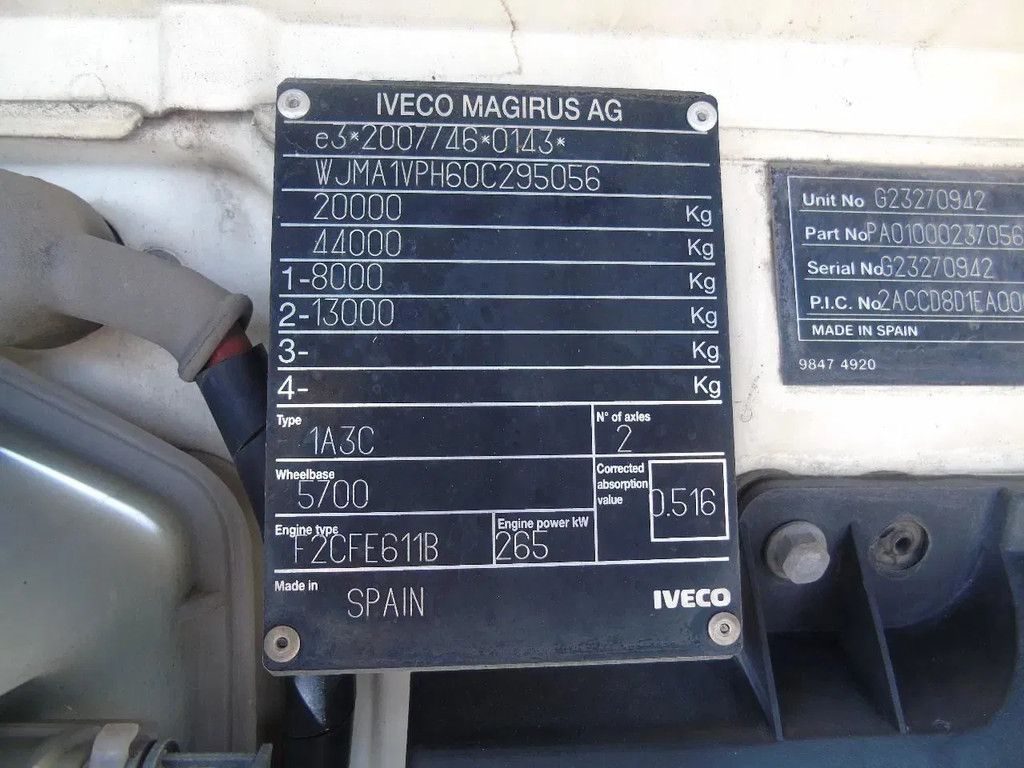 IVECO MAGIRUS AG
e3*2007/46*0143*
WJMA1VPH60C295056
20000 Kg
44000 Kg
1-8000 Kg
2-13000 Kg
3- Kg
4- Kg
Type
1A3C
N° of axles
2
Wheelbase
5700
Corrected
absorption
value
0.516
Engine type
F2CFE611B
Engine power kW
265
Made in
SPAIN
IVECO
Unit No G23270942
Part No PA01000237056
Serial No G23270942
P.I.C. No 2ACCD8D1EA00
MADE IN SPAIN
9847 4920